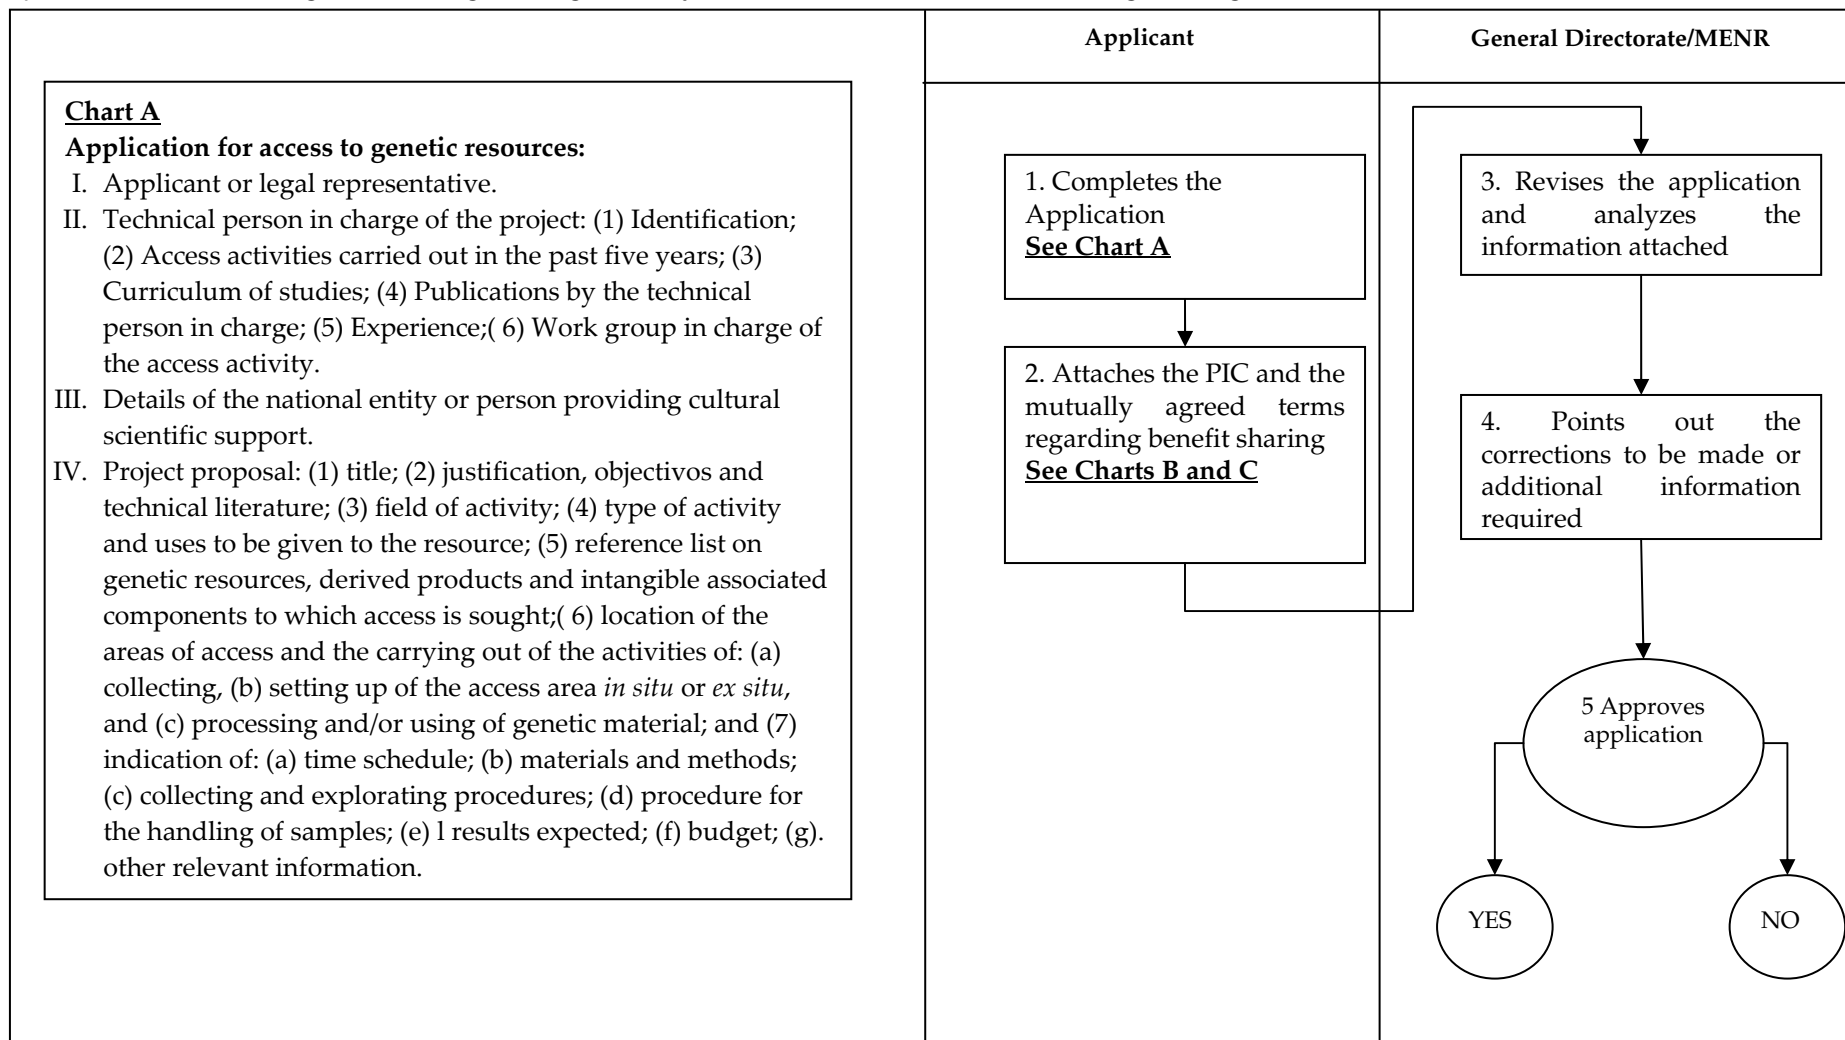 Applicant
General Directorate/MENR
Chart A
Application for access to genetic resources:
I. Applicant or legal representative.
II. Technical person in charge of the project: (1) Identification;
(2) Access activities carried out in the past five years; (3)
Curriculum of studies; (4) Publications by the technical
person in charge; (5) Experience;( 6) Work group in charge of
the access activity.
III. Details of the national entity or person providing cultural
scientific support.
IV. Project proposal: (1) title; (2) justification, objectivos and
technical literature; (3) field of activity; (4) type of activity
and uses to be given to the resource; (5) reference list on
genetic resources, derived products and intangible associated
components to which access is sought;( 6) location of the
areas of access and the carrying out of the activities of: (a)
collecting, (b) setting up of the access area in situ or ex situ,
and (c) processing and/or using of genetic material; and (7)
indication of: (a) time schedule; (b) materials and methods;
(c) collecting and explorating procedures; (d) procedure for
the handling of samples; (e) l results expected; (f) budget; (g).
other relevant information.
1. Completes the
Application
See Chart A
2. Attaches the PIC and the
mutually agreed terms
regarding benefit sharing
See Charts B and C
3. Revises the application
and analyzes the
information attached
4. Points out the
corrections to be made or
additional information
required
5 Approves
application
YES
NO